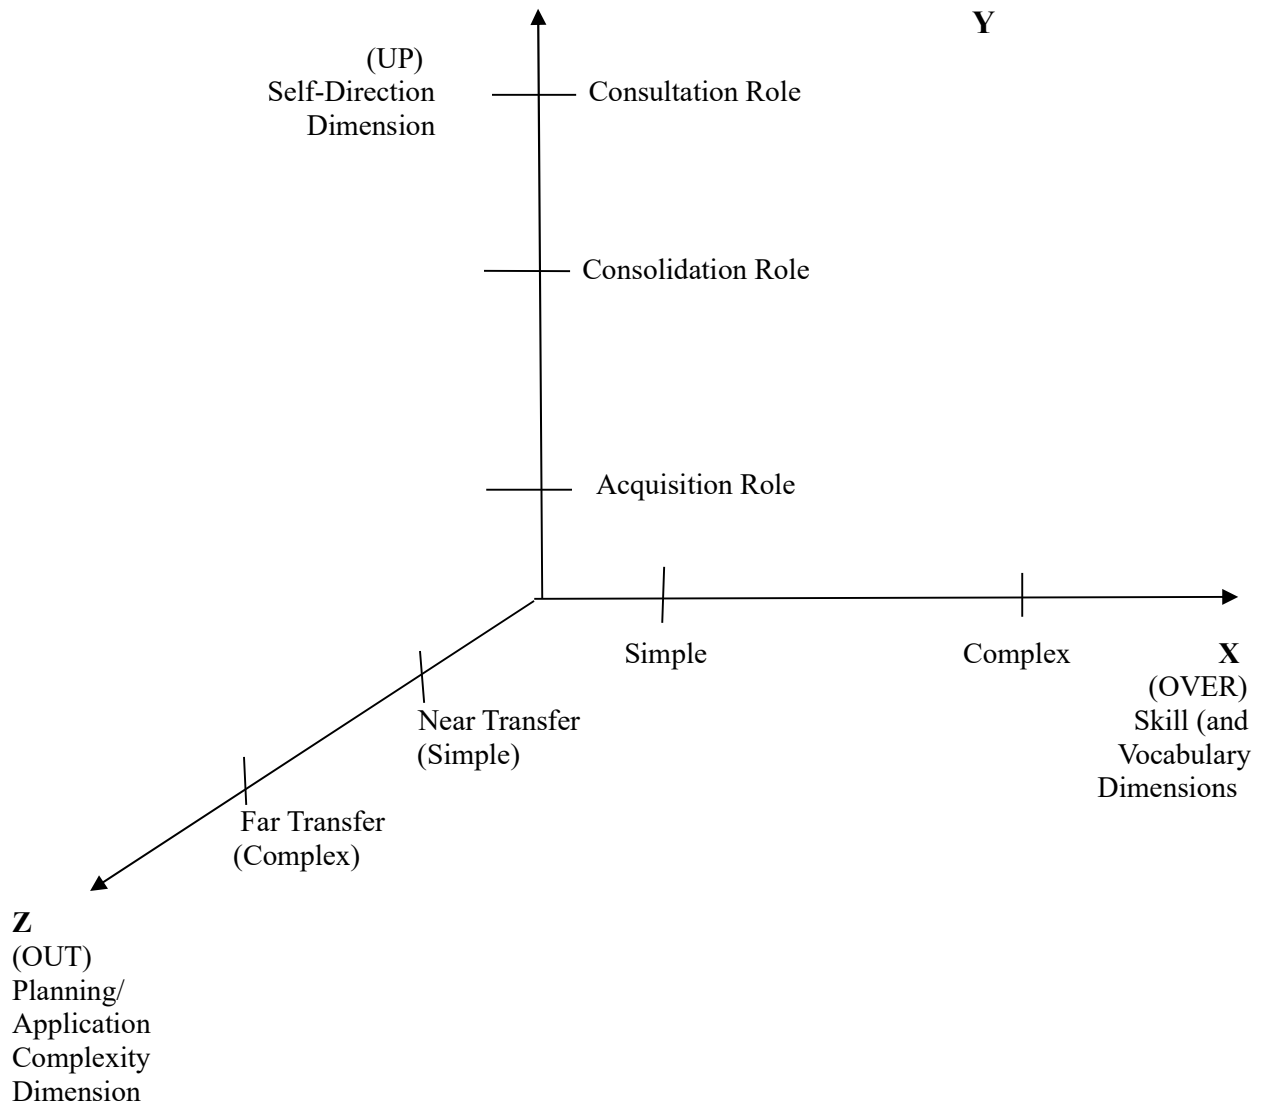 Y
(UP)
Self-Direction
Dimension
Consultation Role
Consolidation Role
Acquisition Role
Simple
Complex
X
(OVER)
Skill (and
Vocabulary
Dimensions
Near Transfer
(Simple)
Far Transfer
(Complex)
Z
(OUT)
Planning/
Application
Complexity
Dimension